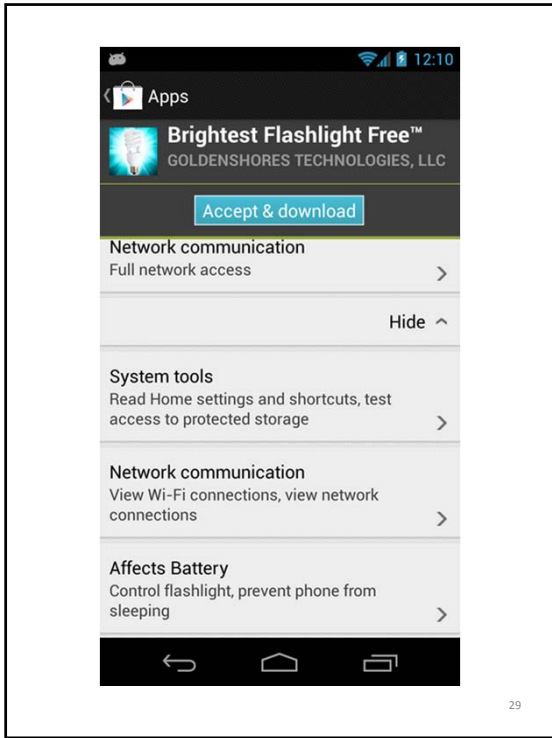 12:10
Apps
Brightest Flashlight Free™
GOLDENSHORES TECHNOLOGIES, LLC
Accept & download
Network communication
Full network access
Hide
System tools
Read Home settings and shortcuts, test
access to protected storage
Network communication
View Wi-Fi connections, view network
connections
Affects Battery
Control flashlight, prevent phone from
sleeping
29